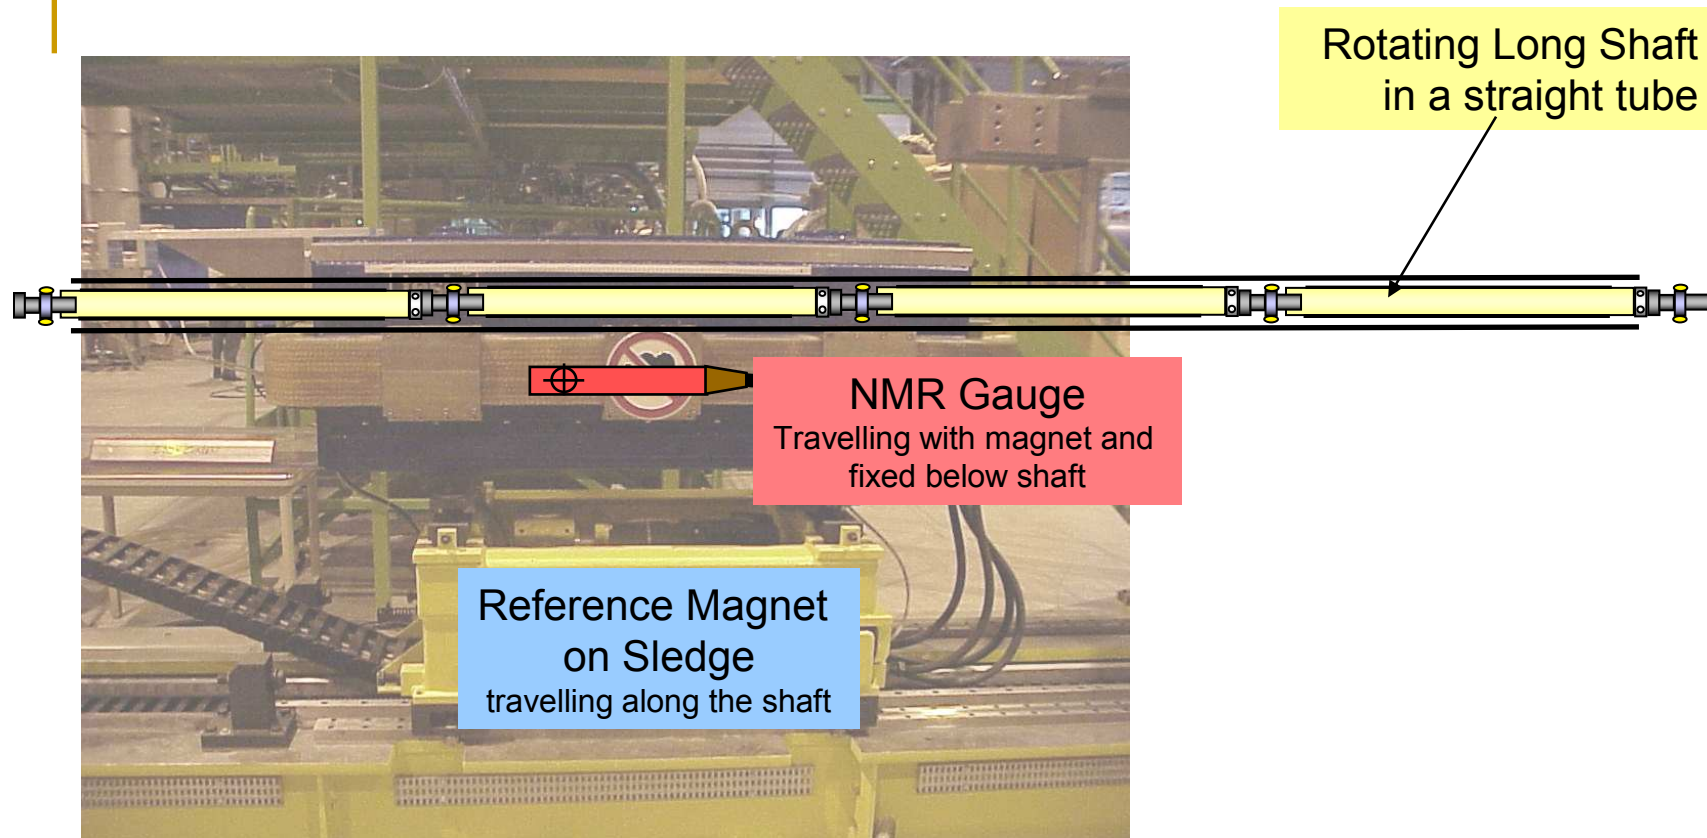 Rotating Long Shaft
in a straight tube
NMR Gauge
Travelling with magnet and
fixed below shaft
Reference Magnet
on Sledge
travelling along the shaft